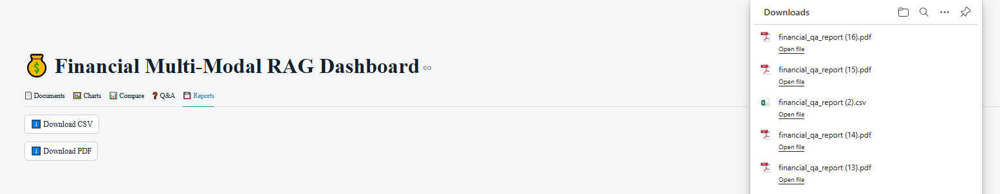 Financial Multi-Modal RAG Dashboard
Documents Charts Compare Q&A Reports
Download CSV
Download PDF
Downloads
financial_qa_report (16).pdf
Open file
financial_qa_report (15).pdf
Open file
financial_qa_report (2).csv
Open file
financial_qa_report (14).pdf
Open file
financial_qa_report (13).pdf
Open file